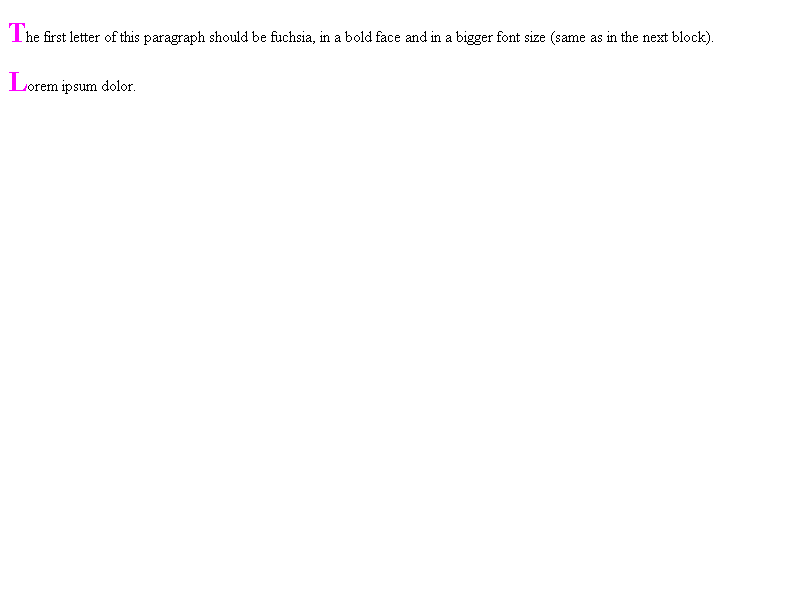 The first letter of this paragraph should be fuchsia, in a bold face and in a bigger font size (same as in the next block).
Lorem ipsum dolor.